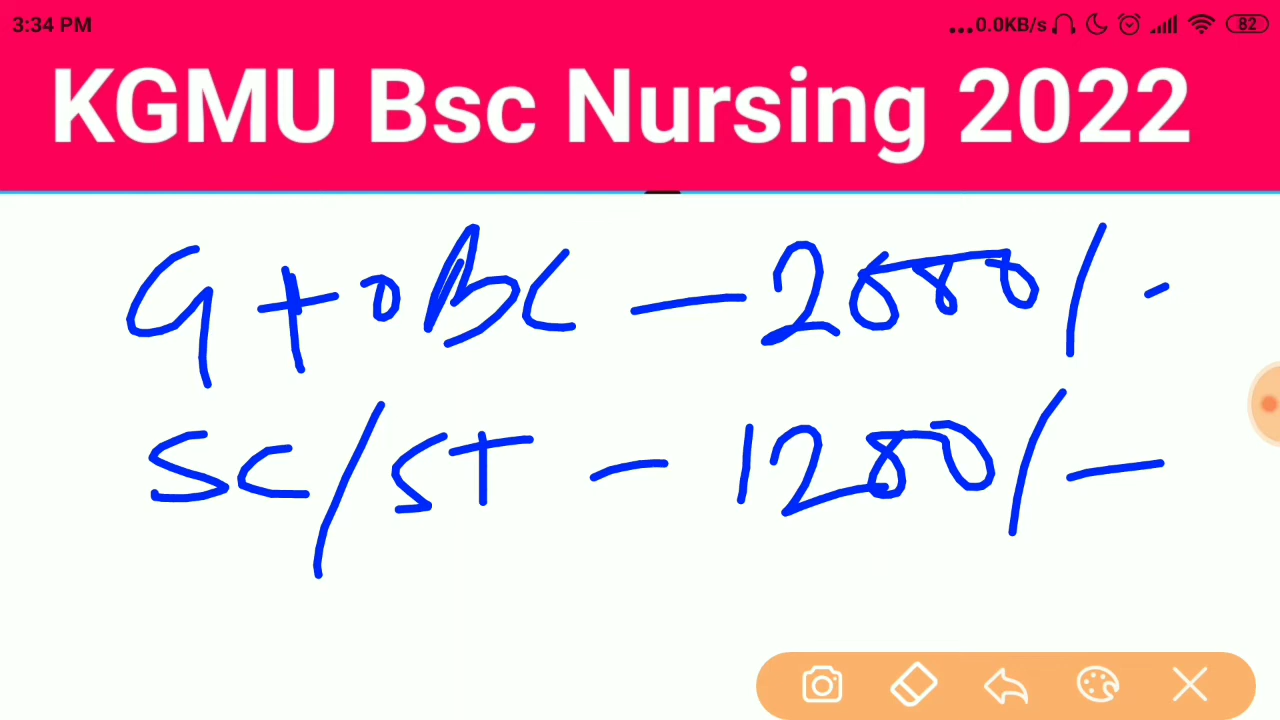 3:34 PM ...0.0KB/s 82
KGMU Bsc Nursing 2022
G + OBC - 2000/-
SC/ST - 1200/-